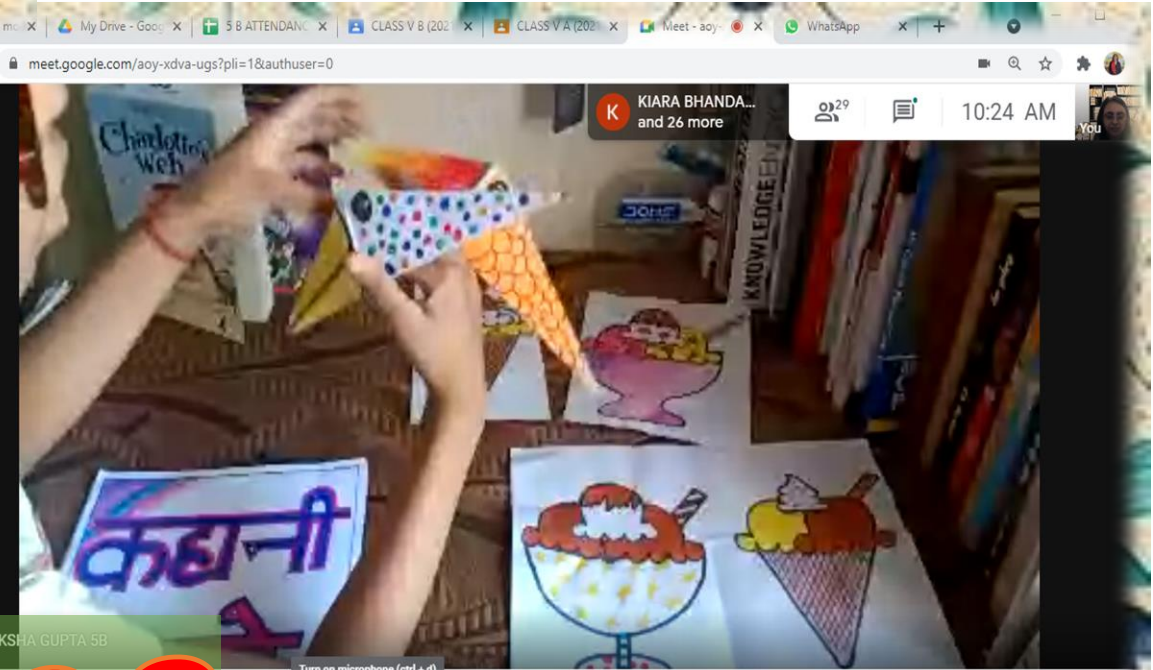 My Drive - Goog
5 B ATTENDANC
CLASS V B (202
CLASS V A (202
Meet - aoy-
WhatsApp
meet.google.com/aoy-xdva-ugs?pli=1&authuser=0
K
KIARA BHANDA...
and 26 more
29
10:24 AM
You
Charlotte's
Web
DOMS
KNOWLEDGE
कहानी
KSHA GUPTA 5B
Turn on microphone (ctrl + d)